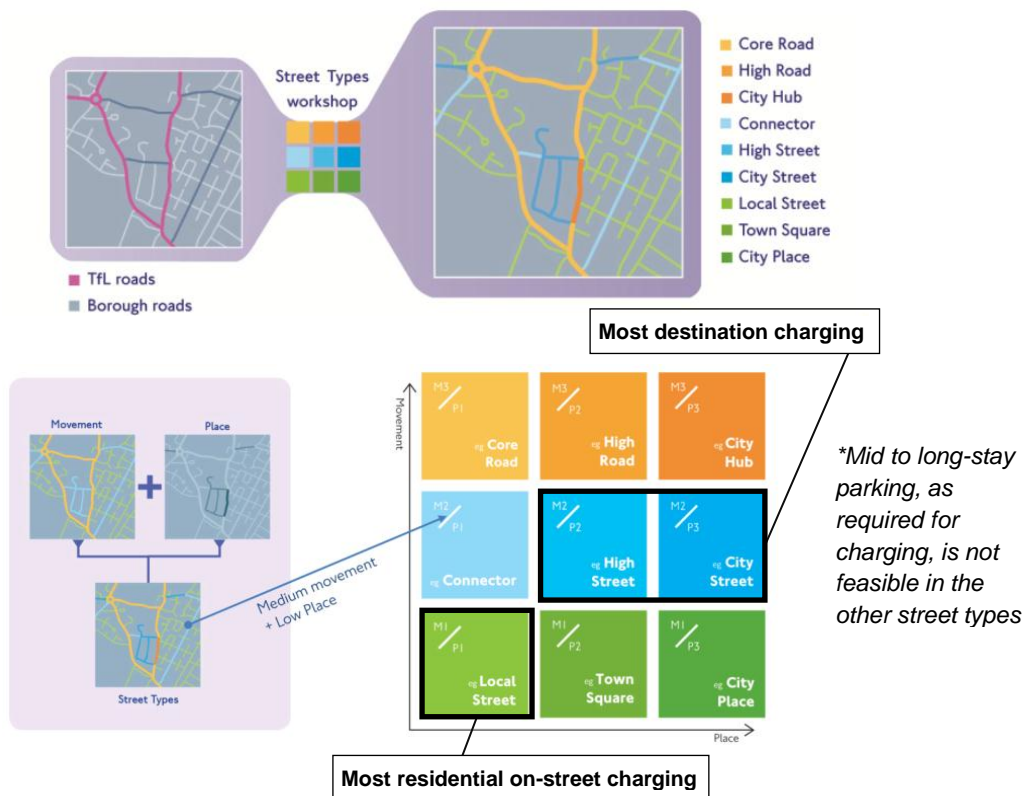 Street Types
workshop
TfL roads
Borough roads
Core Road
High Road
City Hub
Connector
High Street
City Street
Local Street
Town Square
City Place
Most destination charging
Movement
Place
Street Types
Medium movement
+ Low Place
Movement
M3
P1
eg Core
Road
M3
P2
eg High
Road
M3
P3
eg City
Hub
M2
P1
eg Connector
M2
P2
eg High
Street
M2
P3
eg City
Street
M1
P1
eg Local
Street
M1
P2
eg Town
Square
M1
P3
eg City
Place
Place
*Mid to long-stay
parking, as
required for
charging, is not
feasible in the
other street types
Most residential on-street charging